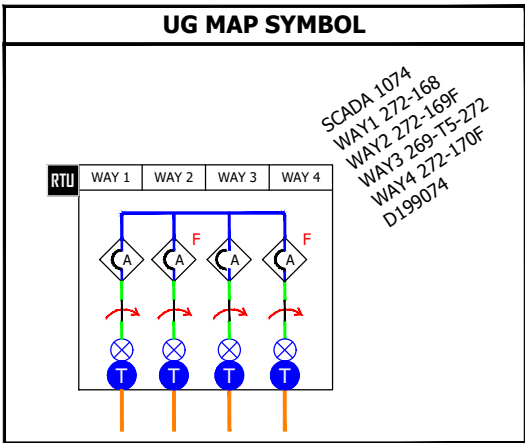 UG MAP SYMBOL
SCADA 1074
WAY1 272-168
WAY2 272-169F
WAY3 269-T5-272
WAY4 272-170F
D199074
RTU WAY 1 WAY 2 WAY 3 WAY 4
F F
A A A A
T T T T